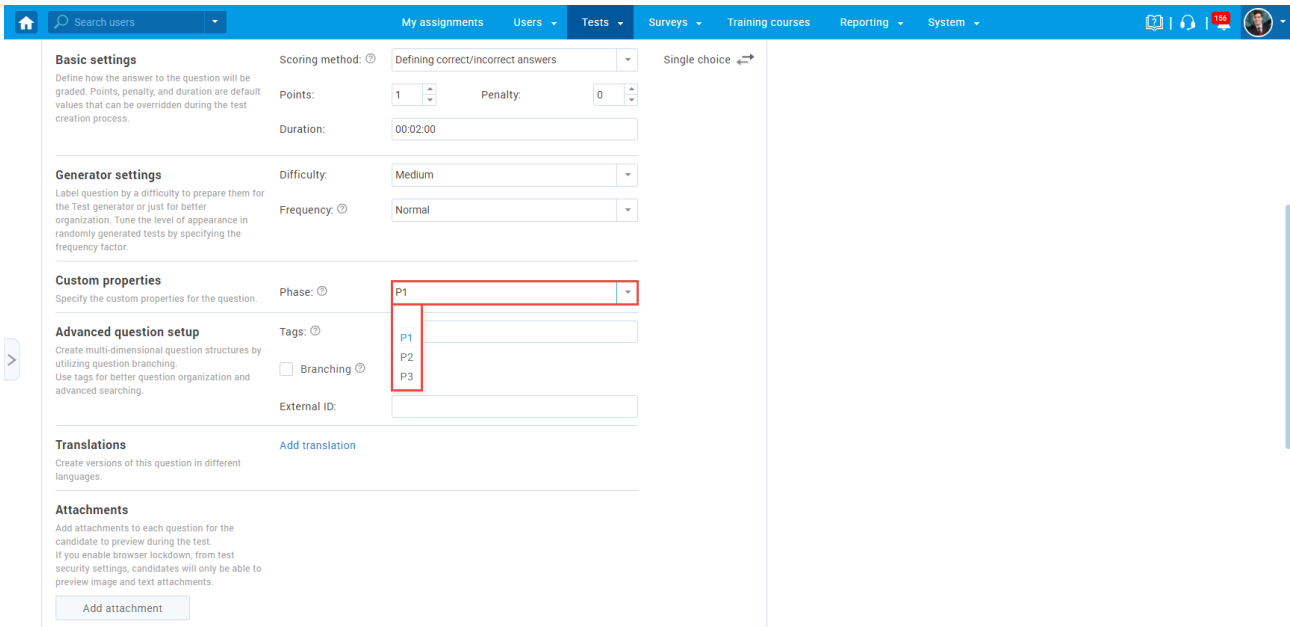 Search users
My assignments Users Tests Surveys Training courses Reporting System 156
Basic settings
Define how the answer to the question will be
graded. Points, penalty, and duration are default
values that can be overridden during the test
creation process.
Scoring method: Defining correct/incorrect answers
Single choice
Points: 1 Penalty: 0
Duration: 00:02:00
Generator settings
Label question by a difficulty to prepare them for
the Test generator or just for better
organization. Tune the level of appearance in
randomly generated tests by specifying the
frequency factor.
Difficulty: Medium
Frequency: Normal
Custom properties
Specify the custom properties for the question.
Phase: P1
P1
P2
P3
Advanced question setup
Create multi-dimensional question structures by
utilizing question branching.
Use tags for better question organization and
advanced searching.
Tags:
Branching
External ID:
Translations
Create versions of this question in different
languages.
Add translation
Attachments
Add attachments to each question for the
candidate to preview during the test.
If you enable browser lockdown, from test
security settings, candidates will only be able to
preview image and text attachments.
Add attachment